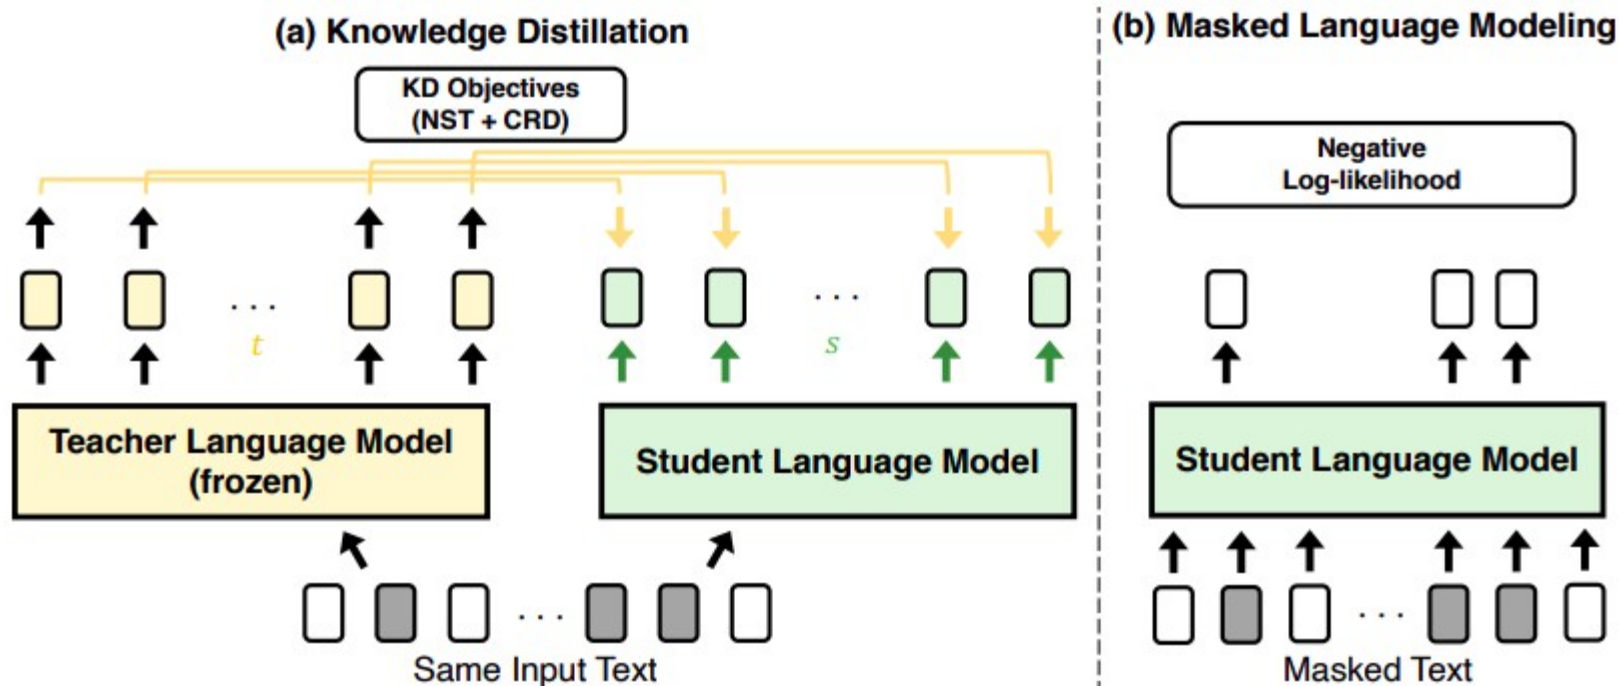 (a) Knowledge Distillation
KD Objectives
(NST + CRD)
. . .
t
. . .
s
Teacher Language Model
(frozen)
Student Language Model
. . .
Same Input Text
(b) Masked Language Modeling
Negative
Log-likelihood
Student Language Model
. . .
Masked Text